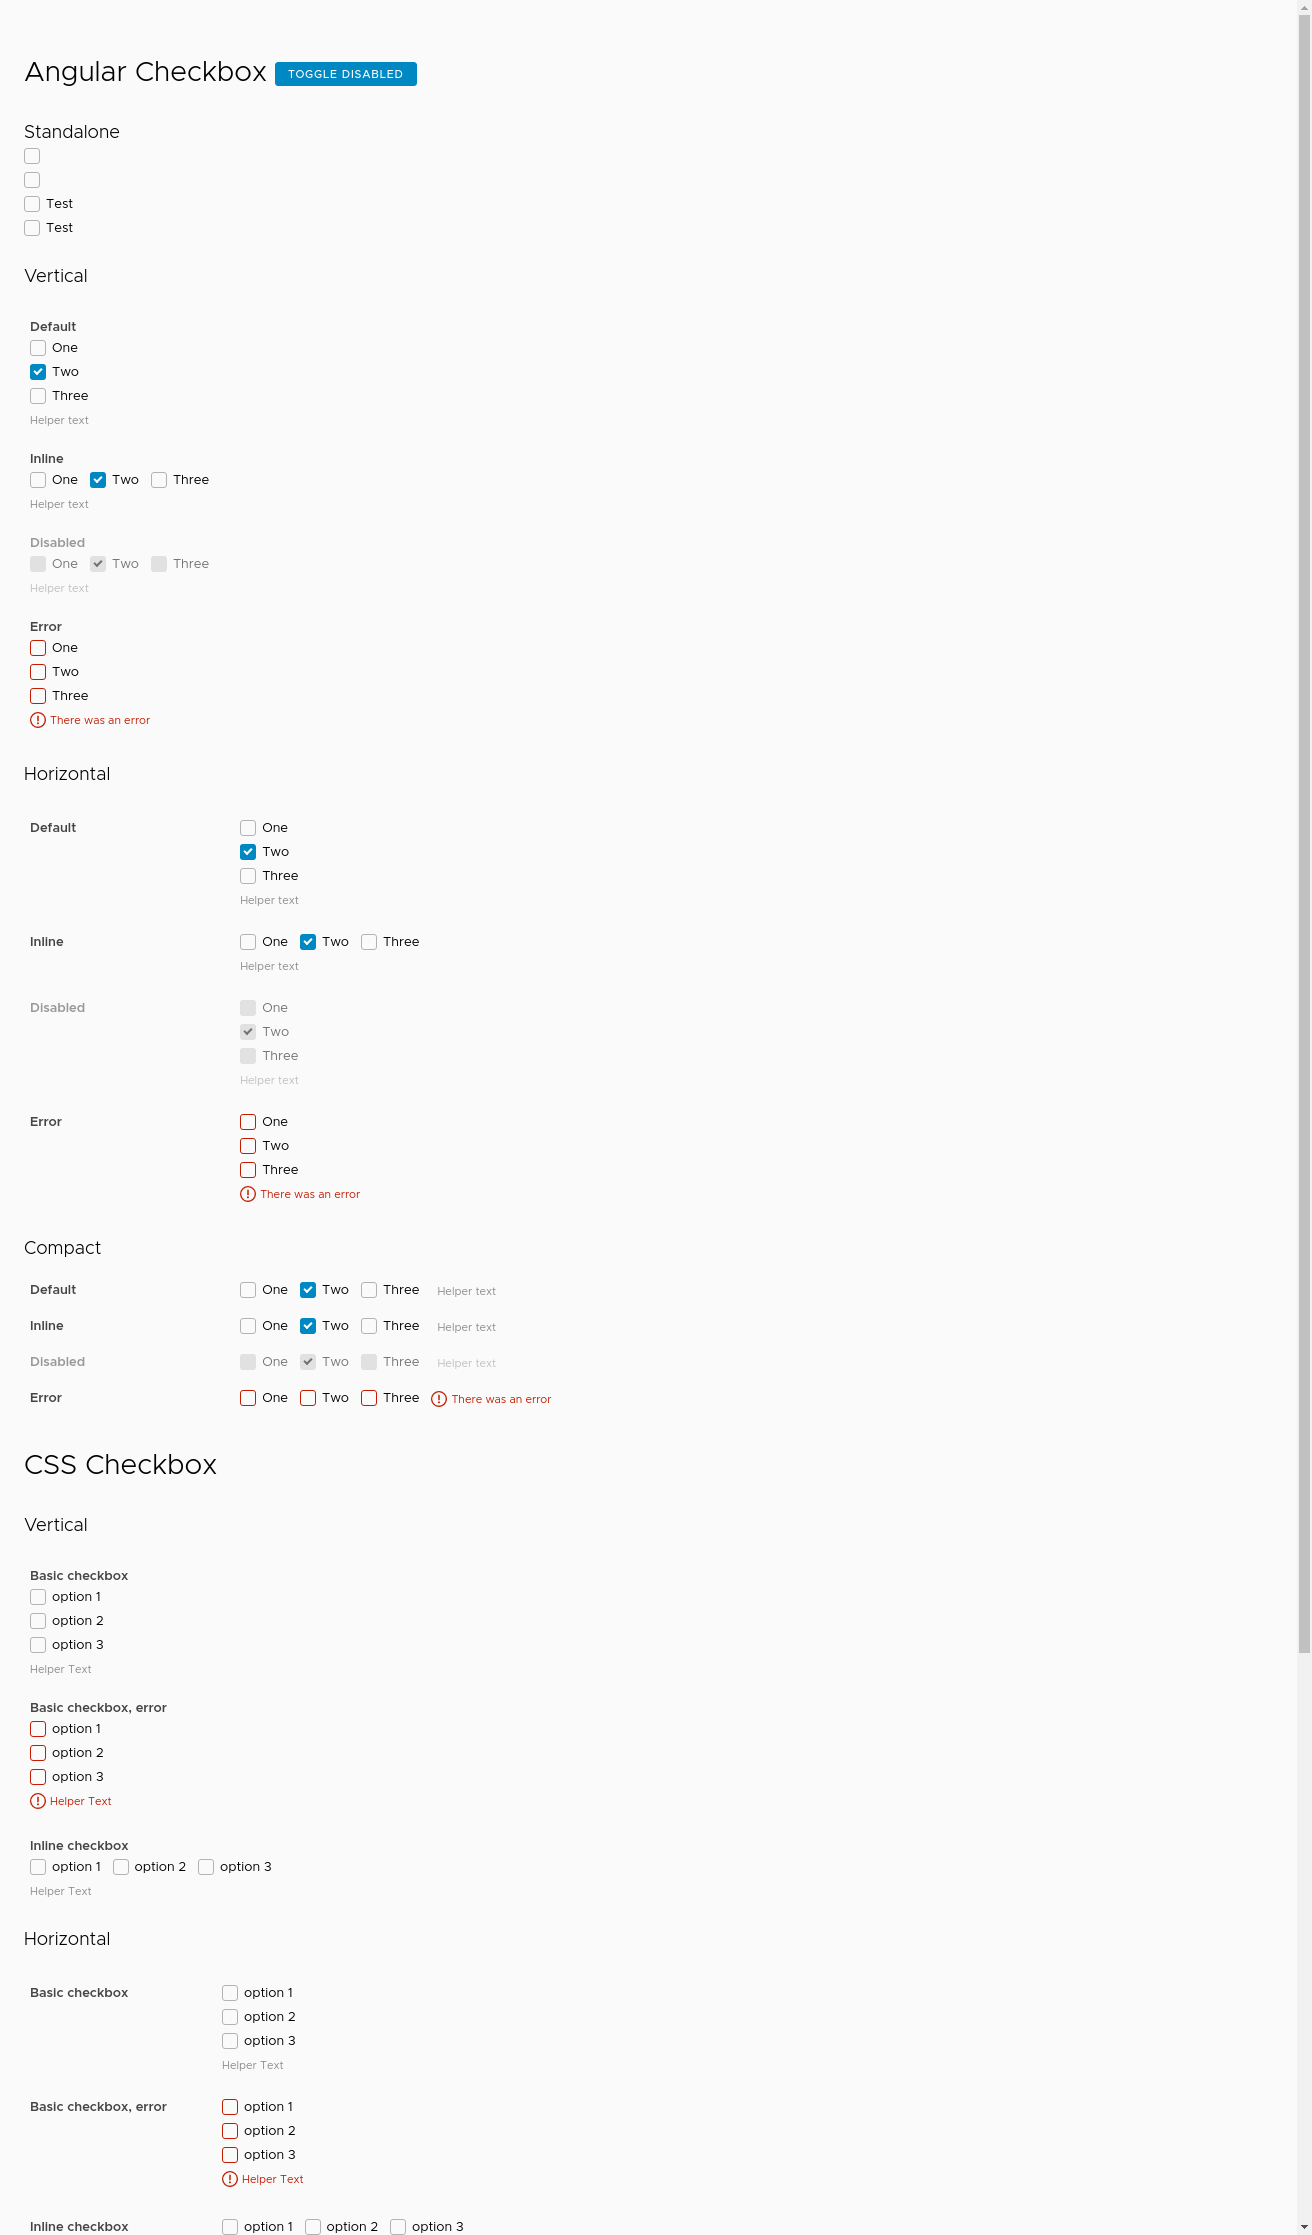 Angular Checkbox TOGGLE DISABLED
Standalone
Test
Test
Vertical
Default
One
Two
Three
Helper text
Inline
One Two Three
Helper text
Disabled
One Two Three
Helper text
Error
One
Two
Three
There was an error
Horizontal
Default One
Two
Three
Helper text
Inline One Two Three
Helper text
Disabled One
Two
Three
Helper text
Error One
Two
Three
There was an error
Compact
Default One Two Three Helper text
Inline One Two Three Helper text
Disabled One Two Three Helper text
Error One Two Three There was an error
CSS Checkbox
Vertical
Basic checkbox
option 1
option 2
option 3
Helper Text
Basic checkbox, error
option 1
option 2
option 3
Helper Text
Inline checkbox
option 1 option 2 option 3
Helper Text
Horizontal
Basic checkbox option 1
option 2
option 3
Helper Text
Basic checkbox, error option 1
option 2
option 3
Helper Text
Inline checkbox option 1 option 2 option 3